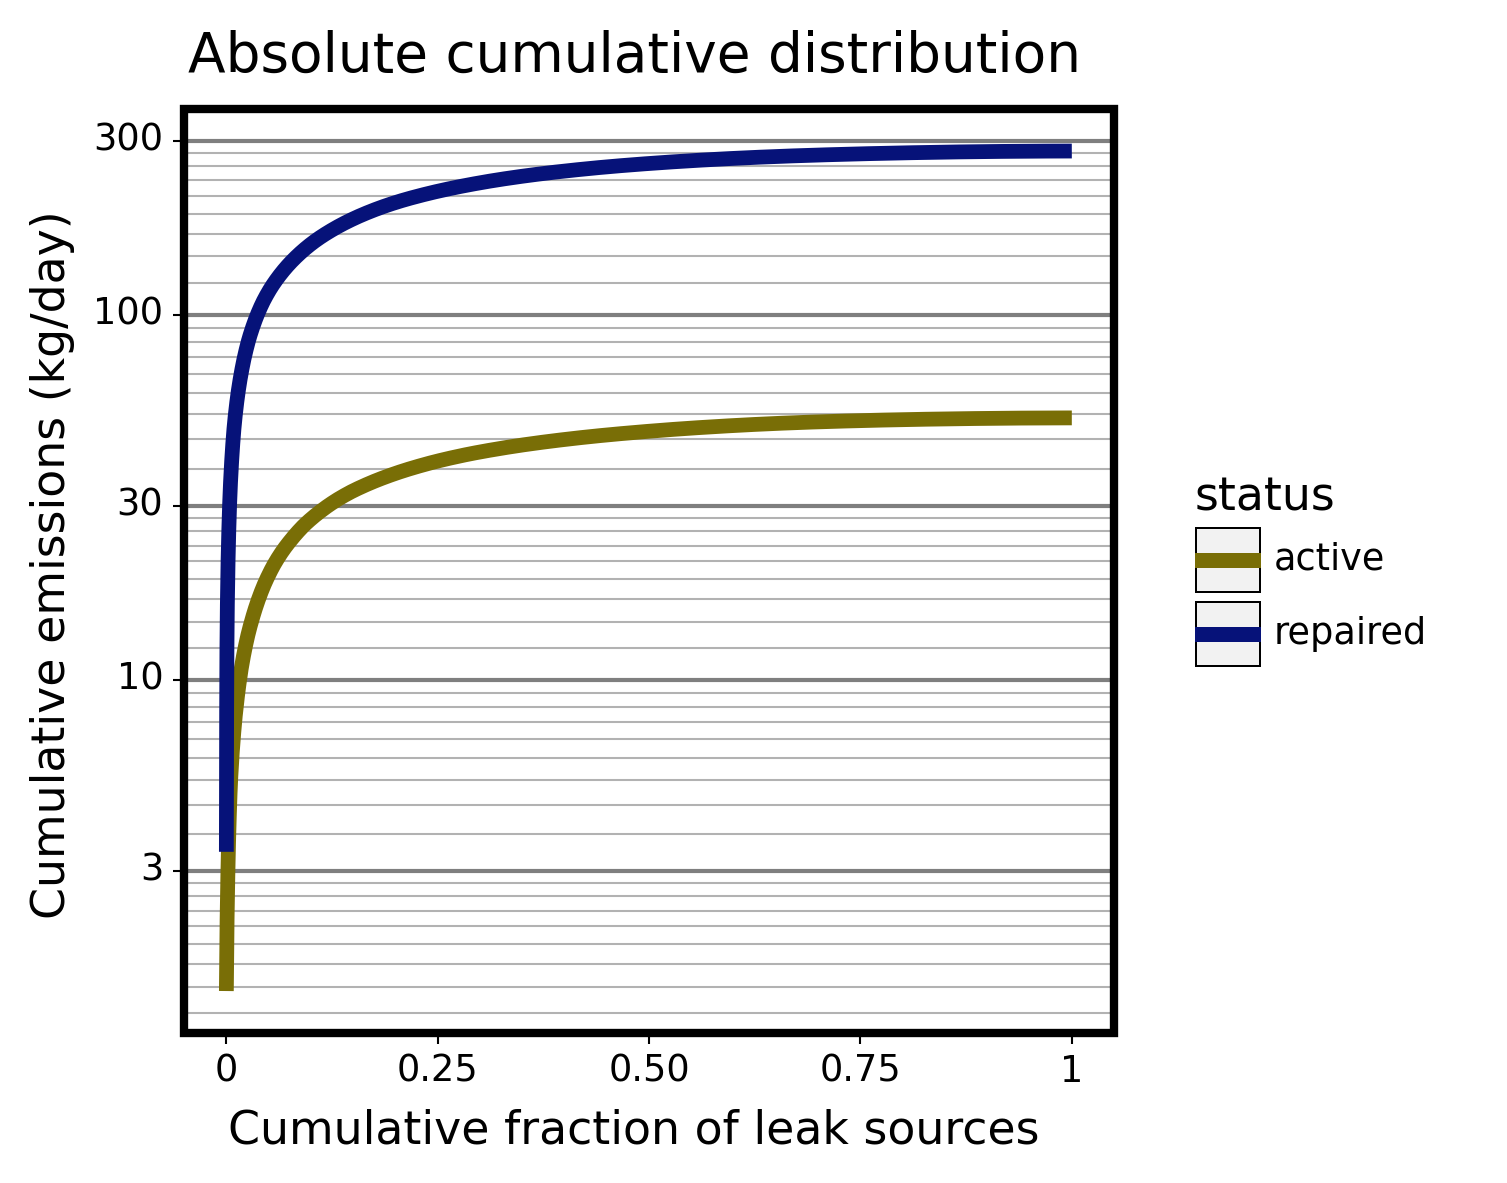 Absolute cumulative distribution
Cumulative emissions (kg/day)
300
100
30
10
3
0
0.25
0.50
0.75
1
Cumulative fraction of leak sources
status
active
repaired